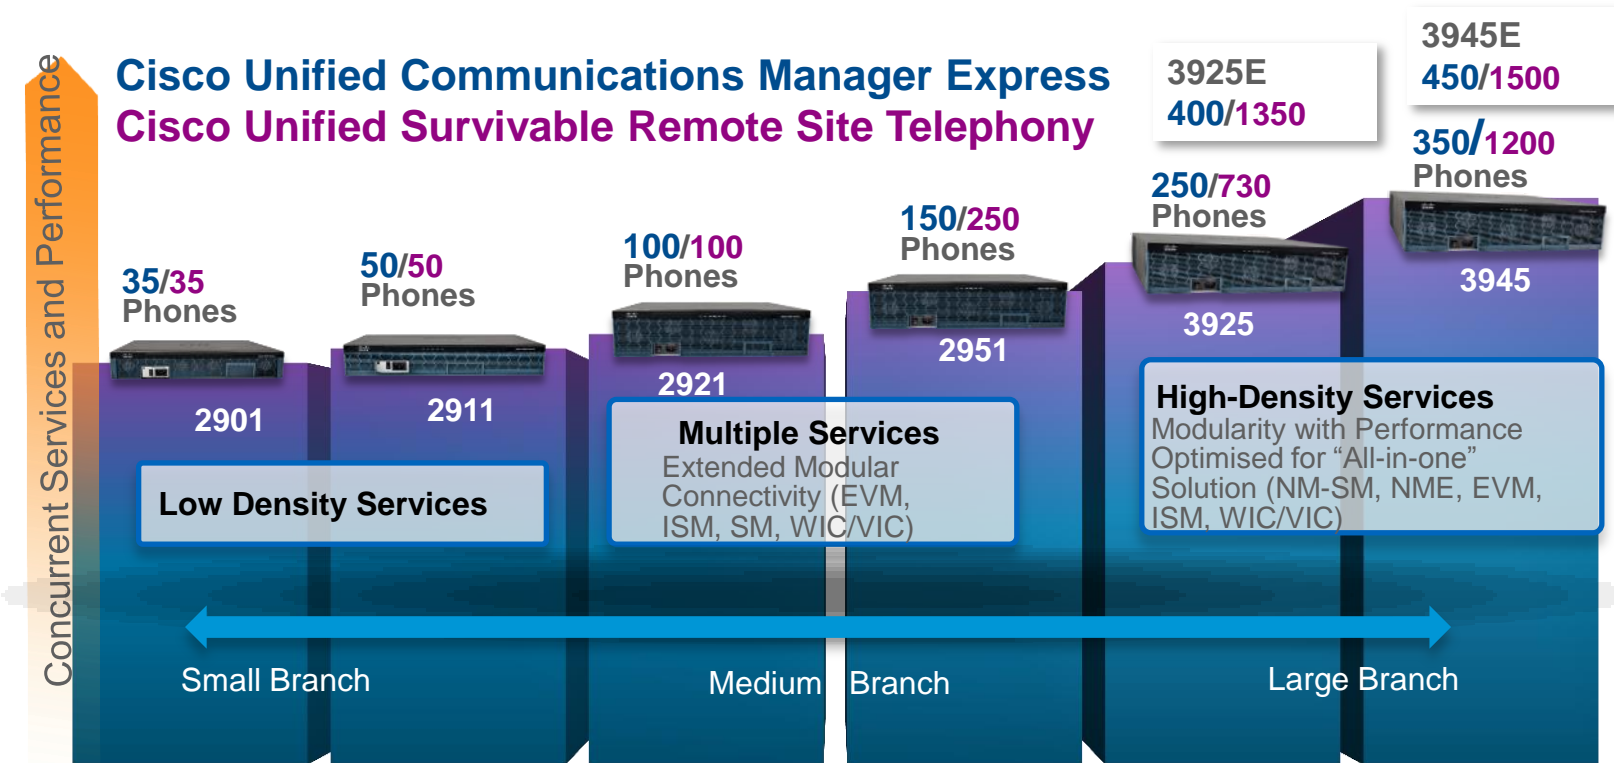 Concurrent Services and Performance
Cisco Unified Communications Manager Express
Cisco Unified Survivable Remote Site Telephony
3925E
400/1350
3945E
450/1500
35/35
Phones
50/50
Phones
100/100
Phones
150/250
Phones
250/730
Phones
350/1200
Phones
2901
2911
2921
2951
3925
3945
Low Density Services
Multiple Services
Extended Modular
Connectivity (EVM,
ISM, SM, WIC/VIC)
High-Density Services
Modularity with Performance
Optimised for “All-in-one”
Solution (NM-SM, NME, EVM,
ISM, WIC/VIC)
Small Branch
Medium Branch
Large Branch